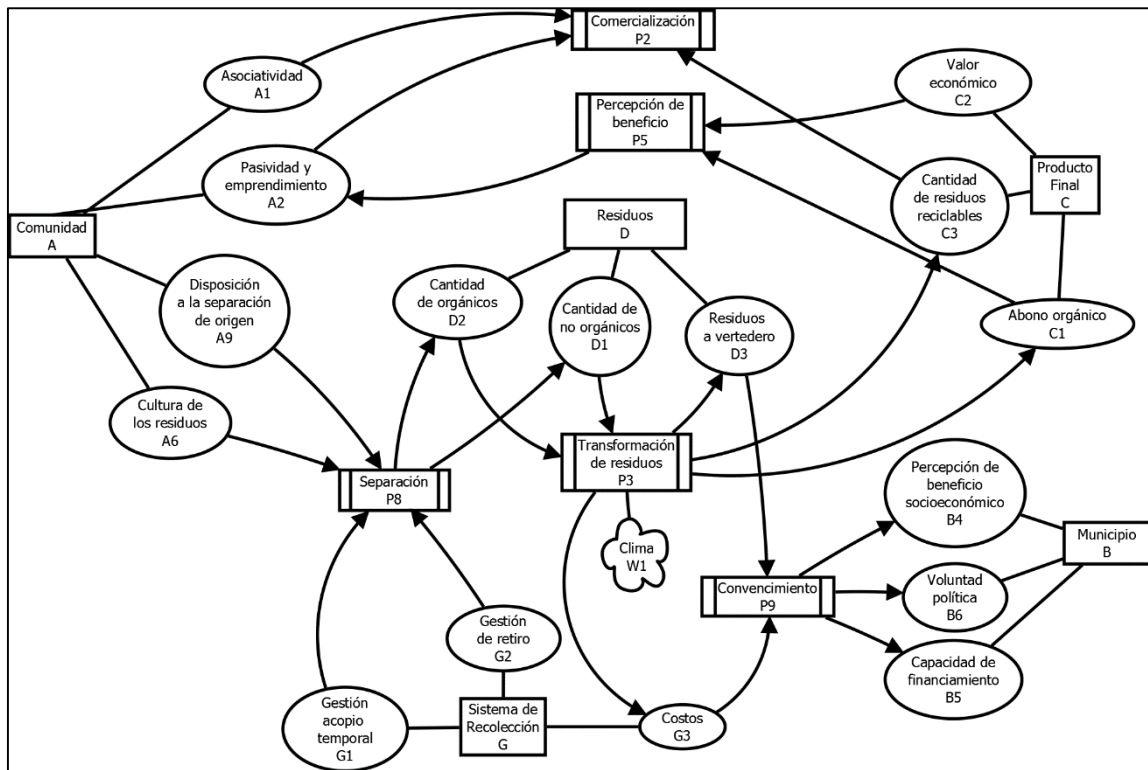 Comercialización
P2
Asociatividad
A1
Valor
económico
C2
Percepción de
beneficio
P5
Pasividad y
emprendimiento
A2
Cantidad
de residuos
reciclables
C3
Producto
Final
C
Comunidad
A
Residuos
D
Disposición
a la separación
de origen
A9
Cantidad
de orgánicos
D2
Cantidad de
no orgánicos
D1
Residuos
a vertedero
D3
Abono orgánico
C1
Cultura de
los residuos
A6
Transformación
de residuos
P3
Separación
P8
Percepción de
beneficio
socioeconómico
B4
Clima
W1
Municipio
B
Convencimiento
P9
Voluntad
política
B6
Gestión
de retiro
G2
Capacidad de
financiamiento
B5
Gestión
acopio
temporal
G1
Sistema de
Recolección
G
Costos
G3